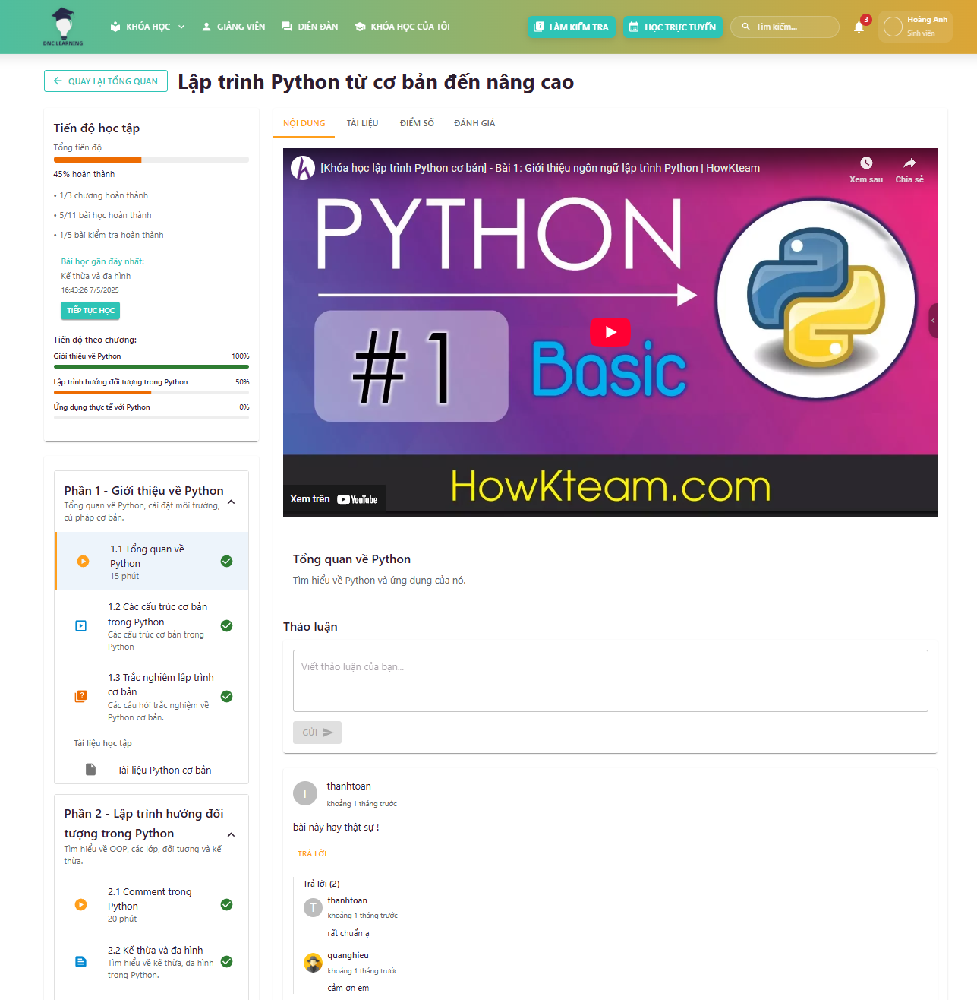 DNC LEARNING
KHÓA HỌC
GIẢNG VIÊN
DIỄN ĐÀN
KHÓA HỌC CỦA TÔI
LÀM KIỂM TRA
HỌC TRỰC TUYẾN
Tìm kiếm...
3
Hoảng Anh
Sinh viên
QUAY LẠI TỔNG QUAN
Lập trình Python từ cơ bản đến nâng cao
Tiến độ học tập
Tổng tiến độ
45% hoàn thành
• 1/3 chương hoàn thành
• 5/11 bài học hoàn thành
• 1/5 bài kiểm tra hoàn thành
Bài học gần đây nhất:
Kế thừa và đa hình
16:43:26 7/5/2025
TIẾP TỤC HỌC
Tiến độ theo chương:
Giới thiệu về Python 100%
Lập trình hướng đối tượng trong Python 50%
Ứng dụng thực tế với Python 0%
Phần 1 - Giới thiệu về Python
Tổng quan về Python, cài đặt môi trường,
cú pháp cơ bản.
1.1 Tổng quan về
Python
15 phút
1.2 Các cấu trúc cơ bản
trong Python
Các cấu trúc cơ bản trong
Python
1.3 Trắc nghiệm lập trình
cơ bản
Các câu hỏi trắc nghiệm về
Python cơ bản.
Tài liệu học tập
Tài liệu Python cơ bản
Phần 2 - Lập trình hướng đối
tượng trong Python
Tìm hiểu về OOP, các lớp, đối tượng và kế
thừa.
2.1 Comment trong
Python
20 phút
2.2 Kế thừa và đa hình
Tìm hiểu về kế thừa, đa hình
trong Python.
NỘI DUNG
TÀI LIỆU
ĐIỂM SỐ
ĐÁNH GIÁ
[Khóa học lập trình Python cơ bản] - Bài 1: Giới thiệu ngôn ngữ lập trình Python | HowKteam
Xem sau
Chia sẻ
PYTHON
#1
Basic
HowKteam.com
Xem trên YouTube
Tổng quan về Python
Tìm hiểu về Python và ứng dụng của nó.
Thảo luận
Viết thảo luận của bạn...
GỬI
T
thanhtoan
khoảng 1 tháng trước
bài này hay thật sự !
TRẢ LỜI
Trả lời (2)
T
thanhtoan
khoảng 1 tháng trước
rất chuẩn ạ
quanghieu
khoảng 1 tháng trước
cảm ơn em